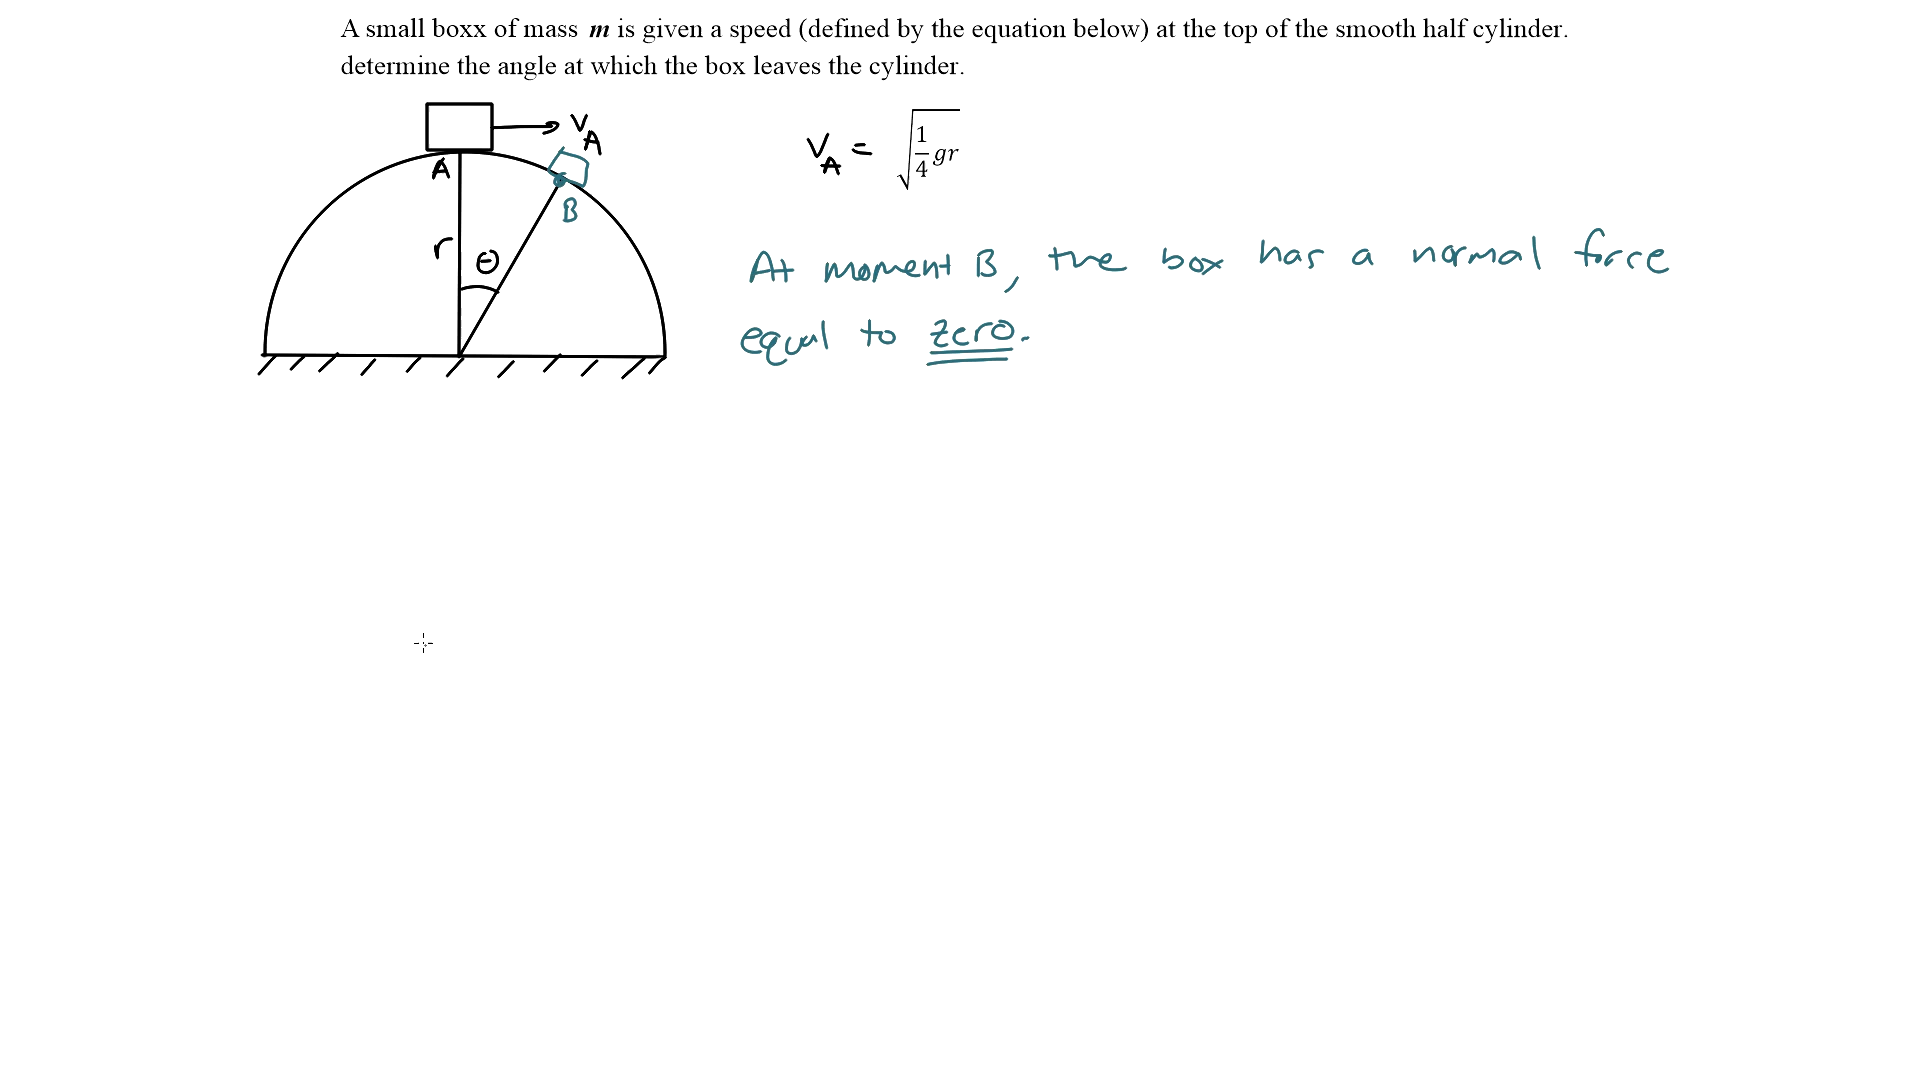 A small boxx of mass m is given a speed (defined by the equation below) at the top of the smooth half cylinder.
determine the angle at which the box leaves the cylinder.
V_A
V_A = √(1/4 gr)
A
B
r
θ
At moment B, the box has a normal force
equal to zero.